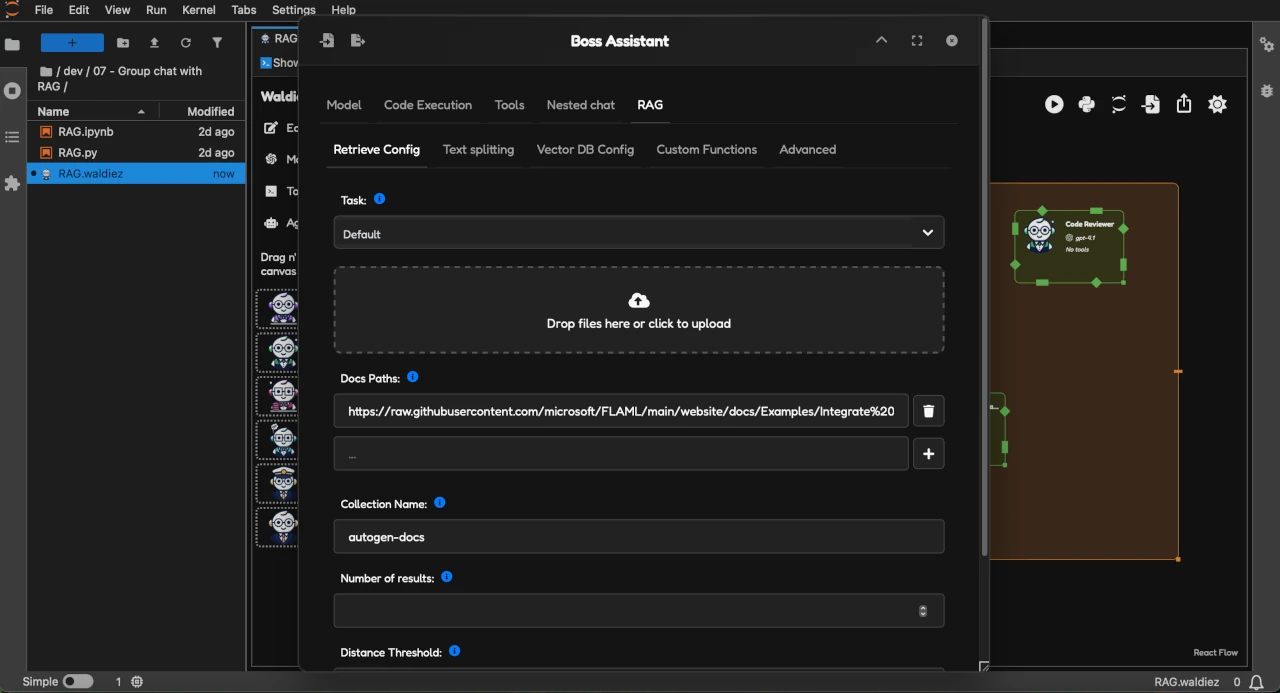 File Edit View Run Kernel Tabs Settings Help
+
/ dev / 07 - Group chat with
RAG /
Name Modified
RAG.ipynb 2d ago
RAG.py 2d ago
RAG.waldiez now
RAG
Show
Waldi
Ec
Mo
To
Ag
Drag n'
canvas
Boss Assistant
Model Code Execution Tools Nested chat RAG
Retrieve Config Text splitting Vector DB Config Custom Functions Advanced
Task:
Default
Drop files here or click to upload
Docs Paths:
https://raw.githubusercontent.com/microsoft/FLAML/main/website/docs/Examples/Integrate%20
...
+
Collection Name:
autogen-docs
Number of results:
Distance Threshold:
Code Reviewer
gpt-4.1
No tools
React Flow
Simple 1 RAG.waldiez 0